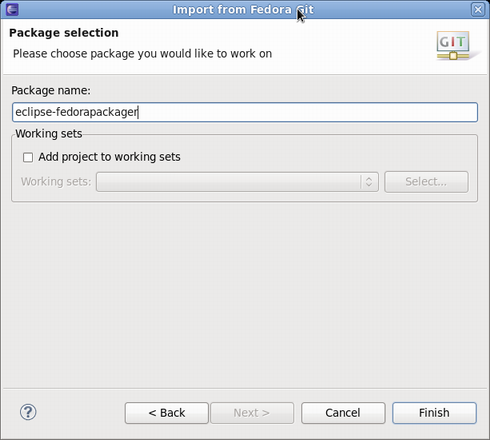 Import from Fedora Git
Package selection
Please choose package you would like to work on
GIT
Package name:
eclipse-fedorapackager
Working sets
Add project to working sets
Working sets:
Select...
?
< Back
Next >
Cancel
Finish